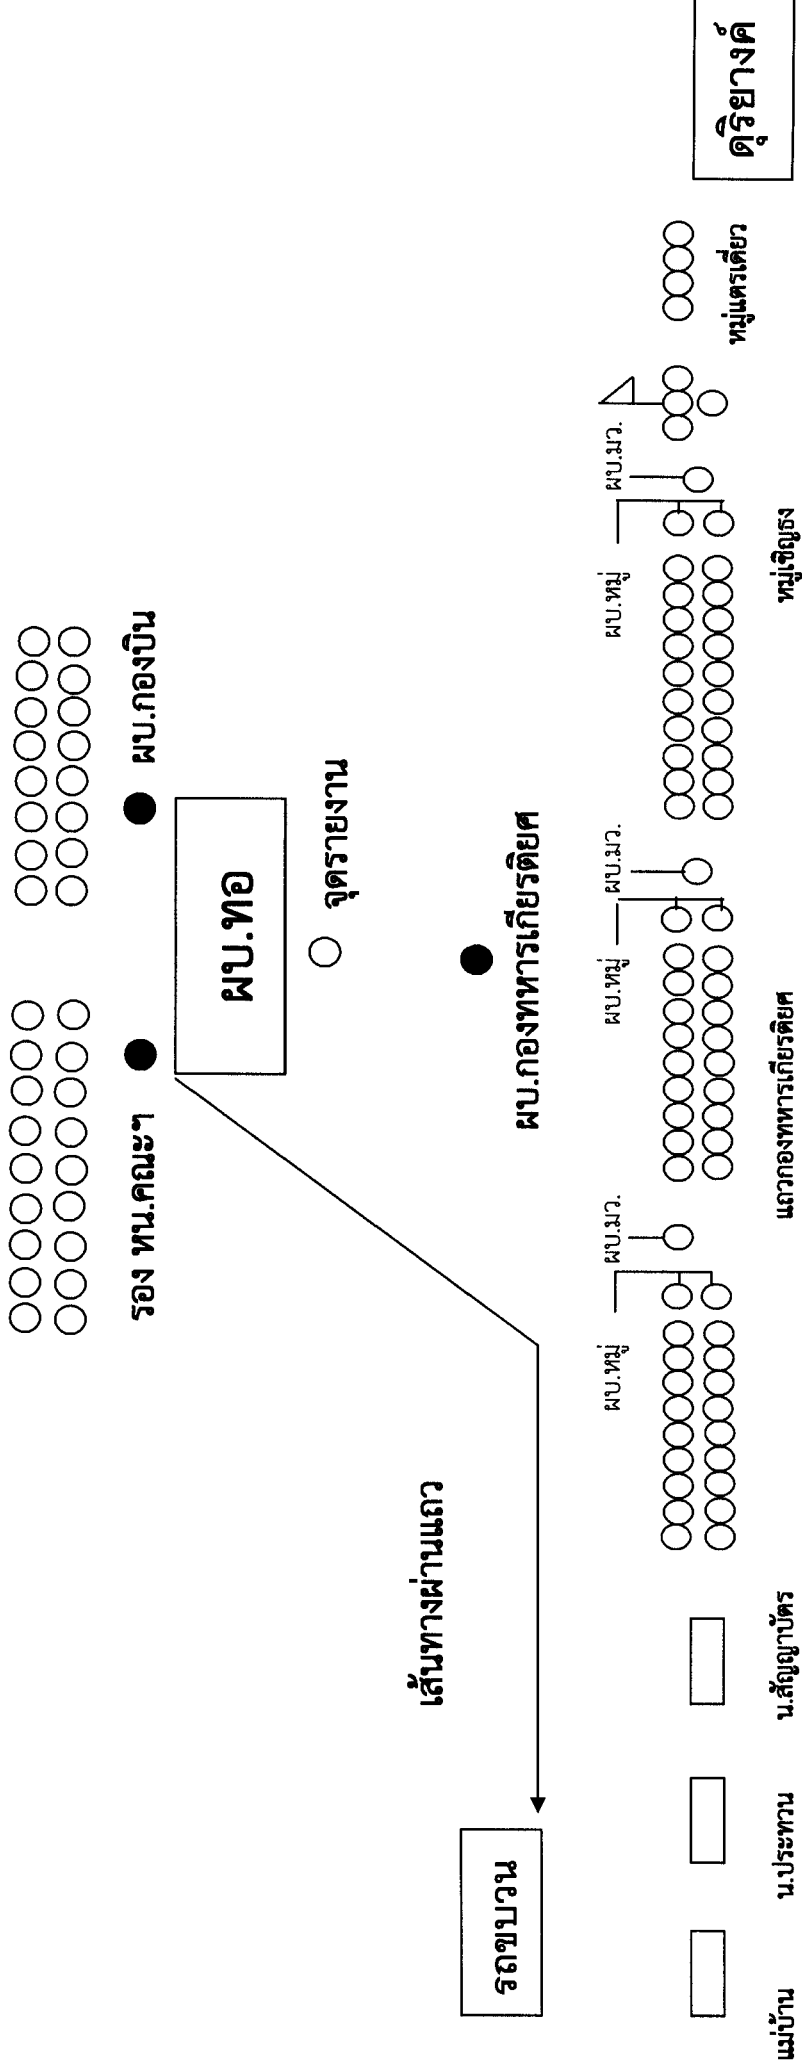 รอง หน.คณะฯ
ผบ.กองบิน
ผบ.ทอ
จุดรายงาน
เส้นทางผ่านแถว
รถขบวน
ผบ.กองทหารเกียรติยศ
ผบ.หมู่
ผบ.มว.
ผบ.หมู่
ผบ.มว.
ผบ.หมู่
ผบ.มว.
หมู่แตรเดี่ยว
ดุริยางค์
แม่บ้าน
น.ประทวน
น.สัญญาบัตร
แถวกองทหารเกียรติยศ
หมู่เชิญธง